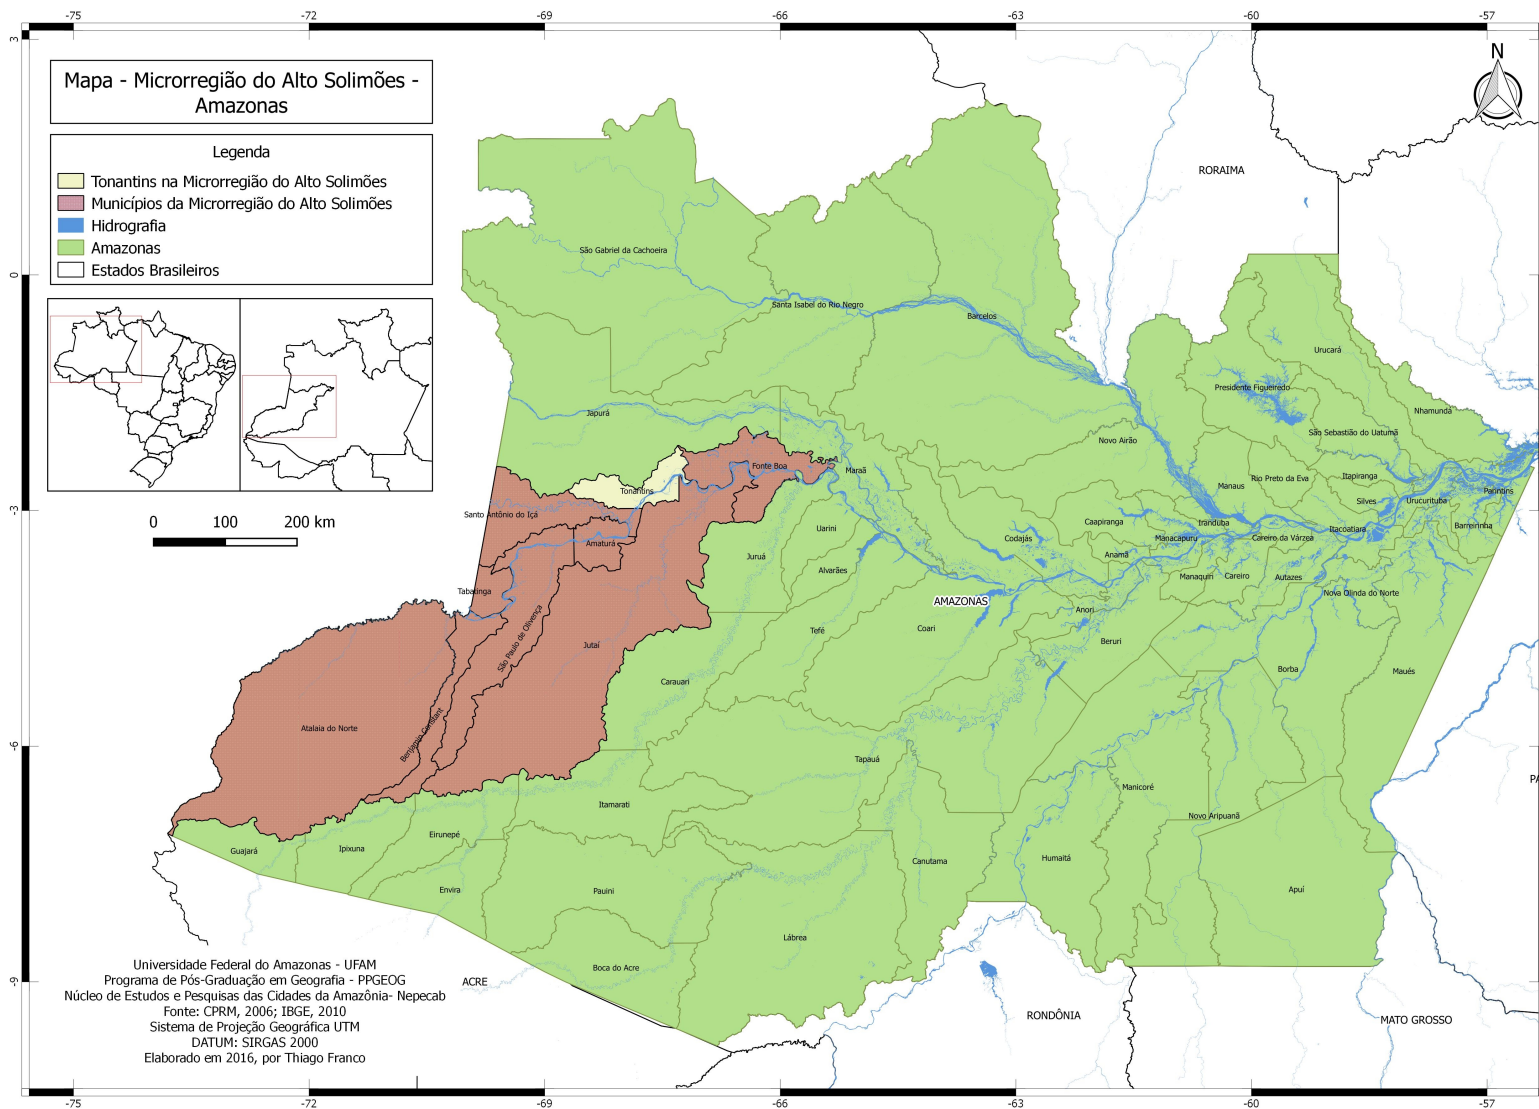 -75 -72 -69 -66 -63 -60 -57
3
0
-3
-6
-9
N
Mapa - Microrregião do Alto Solimões -
Amazonas
Legenda
Tonantins na Microrregião do Alto Solimões
Municípios da Microrregião do Alto Solimões
Hidrografia
Amazonas
Estados Brasileiros
0 100 200 km
RORAIMA
São Gabriel da Cachoeira
Santa Isabel do Rio Negro
Barcelos
Urucará
Presidente Figueiredo
Nhamundá
Japurá
São Sebastião do Uatumã
Novo Airão
Fonte Boa
Maraã
Itapiranga
Rio Preto da Eva
Manaus
Tonantins
Parintins
Silves
Urucurituba
Santo Antônio do Içá
Caapiranga
Iranduba
Itacoatiara
Barreirinha
Uarini
Codajás
Manacapuru
Careiro da Várzea
Amaturá
Juruá
Anamã
Alvarães
Manaquiri
Careiro
Autazes
Tabatinga
Nova Olinda do Norte
AMAZONAS
Anori
São Paulo de Olivença
Tefé
Coari
Beruri
Jutaí
Borba
Maués
Carauari
Atalaia do Norte
Benjamin Constant
Tapauá
PA
Manicoré
Itamarati
Novo Aripuanã
Eirunepé
Guajará
Ipixuna
Canutama
Humaitá
Envira
Pauini
Apuí
Lábrea
Boca do Acre
ACRE
RONDÔNIA
MATO GROSSO
Universidade Federal do Amazonas - UFAM
Programa de Pós-Graduação em Geografia - PPGEOG
Núcleo de Estudos e Pesquisas das Cidades da Amazônia- Nepecab
Fonte: CPRM, 2006; IBGE, 2010
Sistema de Projeção Geográfica UTM
DATUM: SIRGAS 2000
Elaborado em 2016, por Thiago Franco
-75 -72 -69 -66 -63 -60 -57